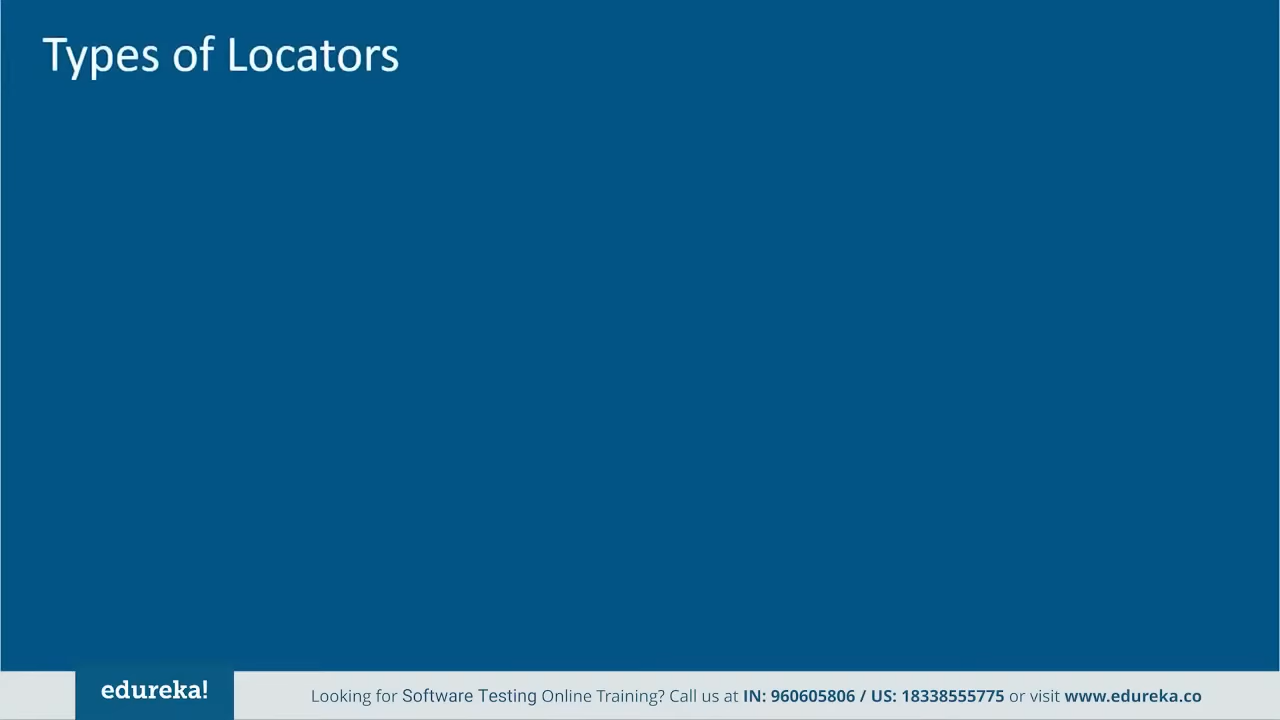 Types of Locators
edureka!
Looking for Software Testing Online Training? Call us at IN: 960605806 / US: 18338555775 or visit www.edureka.co